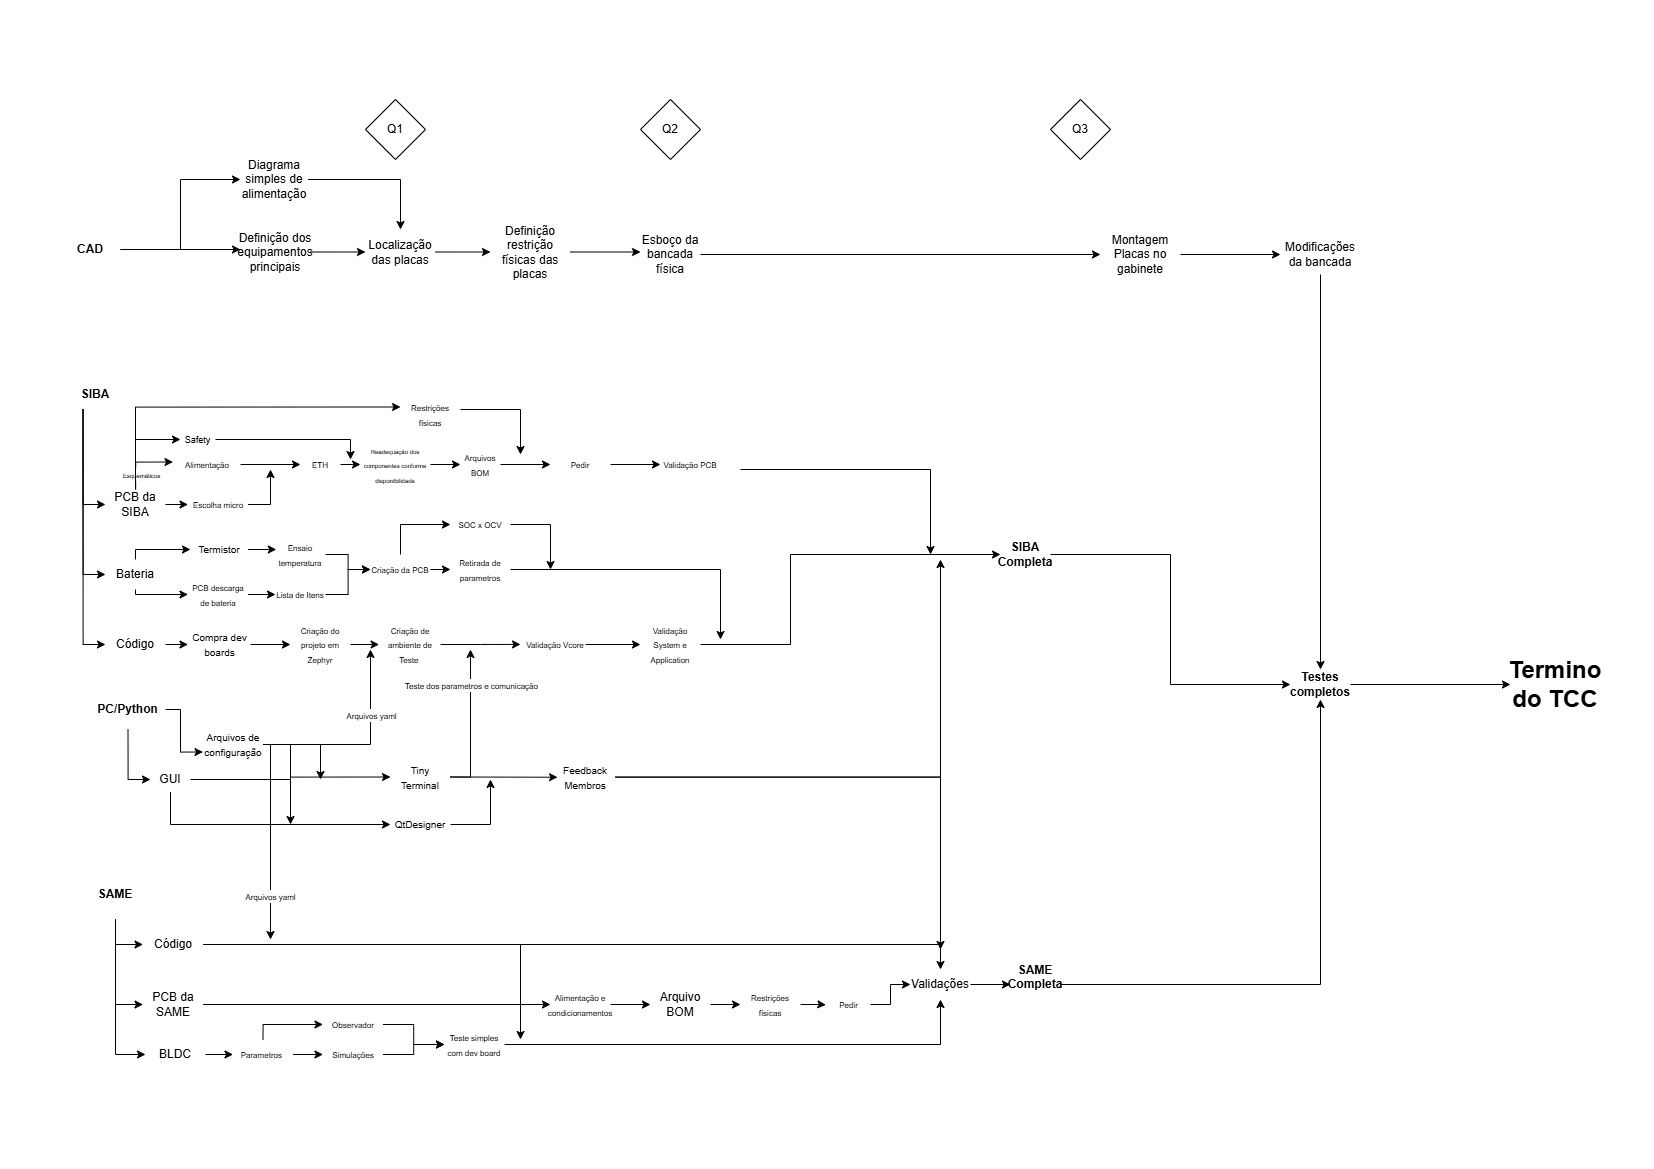 Q1
Q2
Q3
Diagrama
simples de
alimentação
CAD
Definição dos
equipamentos
principais
Localização
das placas
Definição
restrição
físicas das
placas
Esboço da
bancada
física
Montagem
Placas no
gabinete
Modificações
da bancada
SIBA
Restrições
físicas
Safety
Esquemáticos
Alimentação
ETH
Readequação dos
componentes conforme
disponibilidade
Arquivos
BOM
Pedir
Validação PCB
PCB da
SIBA
Escolha micro
SOC x OCV
Termistor
Ensaio
temperatura
Bateria
Criação da PCB
Retirada de
parametros
PCB descarga
de bateria
Lista de Itens
SIBA
Completa
Código
Compra dev
boards
Criação do
projeto em
Zephyr
Criação de
ambiente de
Teste
Validação Vcore
Validação
System e
Application
Teste dos parametros e comunicação
Testes
completos
Termino
do TCC
PC/Python
Arquivos yaml
Arquivos de
configuração
GUI
Tiny
Terminal
Feedback
Membros
QtDesigner
SAME
Arquivos yaml
Código
Validações
SAME
Completa
PCB da
SAME
Alimentação e
condicionamentos
Arquivo
BOM
Restrições
físicas
Pedir
Observador
BLDC
Parametros
Simulações
Teste simples
com dev board